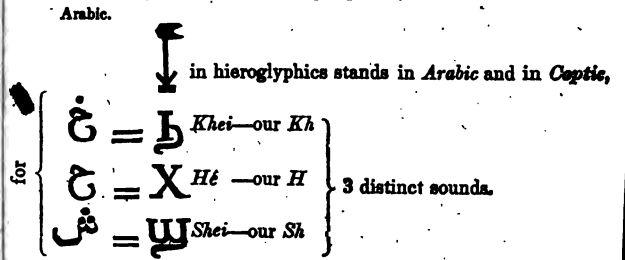 Arabic.
in hieroglyphics stands in Arabic and in Coptic,
for
خ = Ϧ Khei—our Kh
ح = X Hé —our H
ش = Ϣ Shei—our Sh
3 distinct sounds.